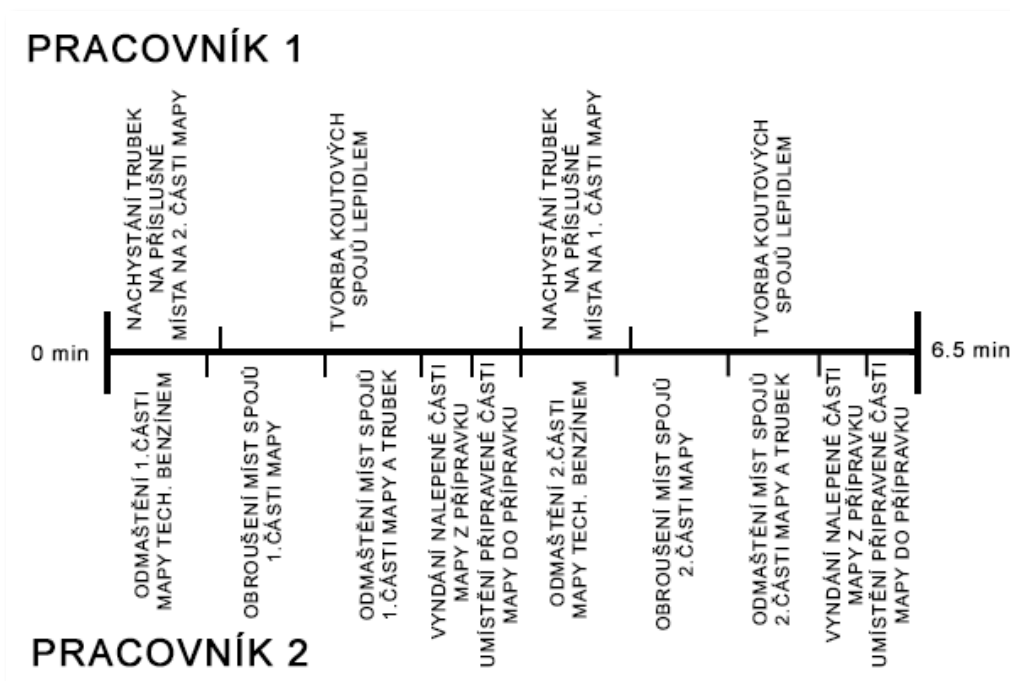 PRACOVNÍK 1
NACHYSTÁNÍ TRUBEK
NA PŘÍSLUŠNÉ
MÍSTA NA 2. ČÁSTI MAPY
TVORBA KOUTOVÝCH
SPOJŮ LEPIDLEM
NACHYSTÁNÍ TRUBEK
NA PŘÍSLUŠNÉ
MÍSTA NA 1. ČÁSTI MAPY
TVORBA KOUTOVÝCH
SPOJŮ LEPIDLEM
0 min
6.5 min
ODMAŠTĚNÍ 1.ČÁSTI
MAPY TECH. BENZÍNEM
OBROUŠENÍ MÍST SPOJŮ
1.ČÁSTI MAPY
ODMAŠTĚNÍ MÍST SPOJŮ
1.ČÁSTI MAPY A TRUBEK
VYNDÁNÍ NALEPENÉ ČÁSTI
MAPY Z PŘÍPRAVKU
UMÍSTĚNÍ PŘIPRAVENÉ ČÁSTI
MAPY DO PŘÍPRAVKU
ODMAŠTĚNÍ 2.ČÁSTI
MAPY TECH. BENZÍNEM
OBROUŠENÍ MÍST SPOJŮ
2.ČÁSTI MAPY
ODMAŠTĚNÍ MÍST SPOJŮ
2.ČÁSTI MAPY A TRUBEK
VYNDÁNÍ NALEPENÉ ČÁSTI
MAPY Z PŘÍPRAVKU
UMÍSTĚNÍ PŘIPRAVENÉ ČÁSTI
MAPY DO PŘÍPRAVKU
PRACOVNÍK 2